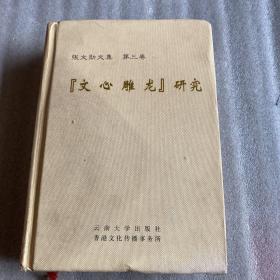 张文勋文集 第三卷
『文心雕龙』研究
云南大学出版社
香港文化传播事务所